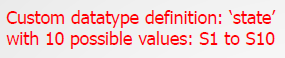 Custom datatype definition: ‘state’
with 10 possible values: S1 to S10